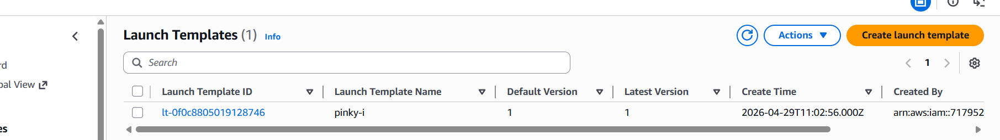 Launch Templates (1) Info
Actions
Create launch template
Search
1
rd
bal View
Launch Template ID
Launch Template Name
Default Version
Latest Version
Create Time
Created By
lt-0f0c8805019128746
pinky-i
1
1
2026-04-29T11:02:56.000Z
arn:aws:iam::717952
es